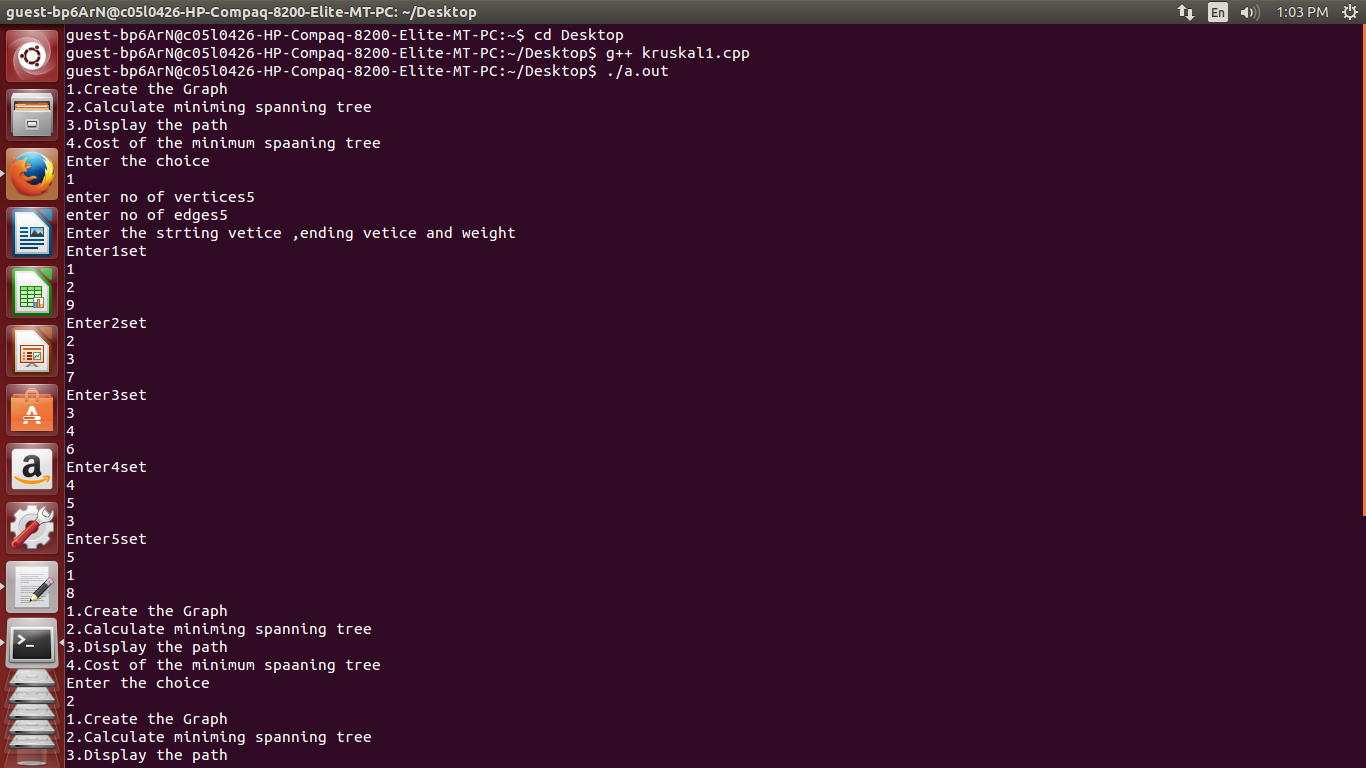 guest-bp6ArN@c05l0426-HP-Compaq-8200-Elite-MT-PC: ~/Desktop
En
1:03 PM
guest-bp6ArN@c05l0426-HP-Compaq-8200-Elite-MT-PC:~$ cd Desktop
guest-bp6ArN@c05l0426-HP-Compaq-8200-Elite-MT-PC:~/Desktop$ g++ kruskal1.cpp
guest-bp6ArN@c05l0426-HP-Compaq-8200-Elite-MT-PC:~/Desktop$ ./a.out
1.Create the Graph
2.Calculate miniming spanning tree
3.Display the path
4.Cost of the minimum spaaning tree
Enter the choice
1
enter no of vertices5
enter no of edges5
Enter the strting vetice ,ending vetice and weight
Enter1set
1
2
9
Enter2set
2
3
7
Enter3set
3
4
6
Enter4set
4
5
3
Enter5set
5
1
8
1.Create the Graph
2.Calculate miniming spanning tree
3.Display the path
4.Cost of the minimum spaaning tree
Enter the choice
2
1.Create the Graph
2.Calculate miniming spanning tree
3.Display the path